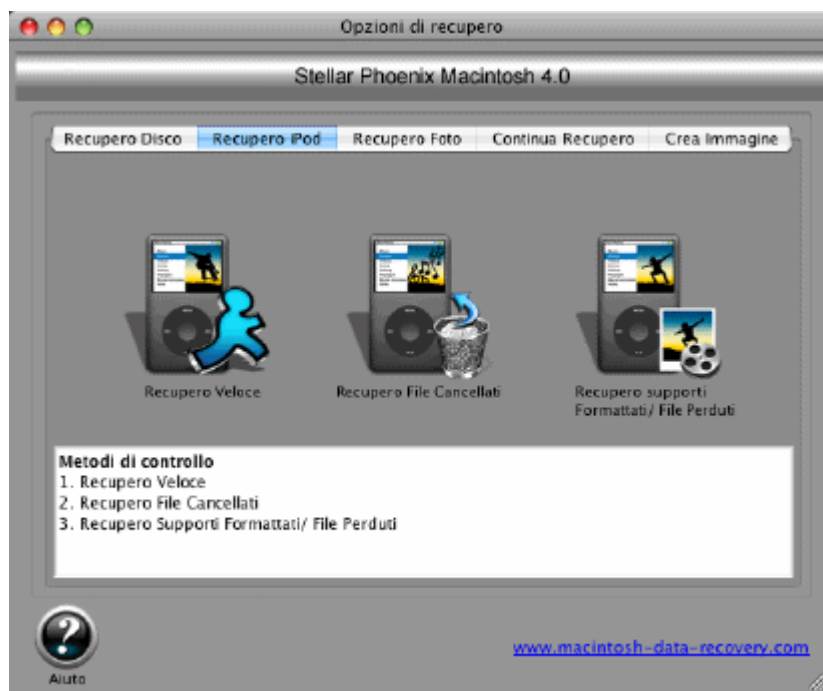 Opzioni di recupero
Stellar Phoenix Macintosh 4.0
Recupero Disco
Recupero iPod
Recupero Foto
Continua Recupero
Crea Immagine
Recupero Veloce
Recupero File Cancellati
Recupero supporti
Formattati/ File Perduti
Metodi di controllo
1. Recupero Veloce
2. Recupero File Cancellati
3. Recupero Supporti Formattati/ File Perduti
Aiuto
www.macintosh-data-recovery.com